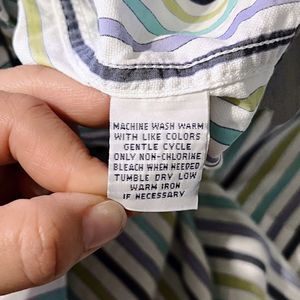 MACHINE WASH WARM
WITH LIKE COLORS
GENTLE CYCLE
ONLY NON-CHLORINE
BLEACH WHEN NEEDED
TUMBLE DRY LOW
WARM IRON
IF NECESSARY